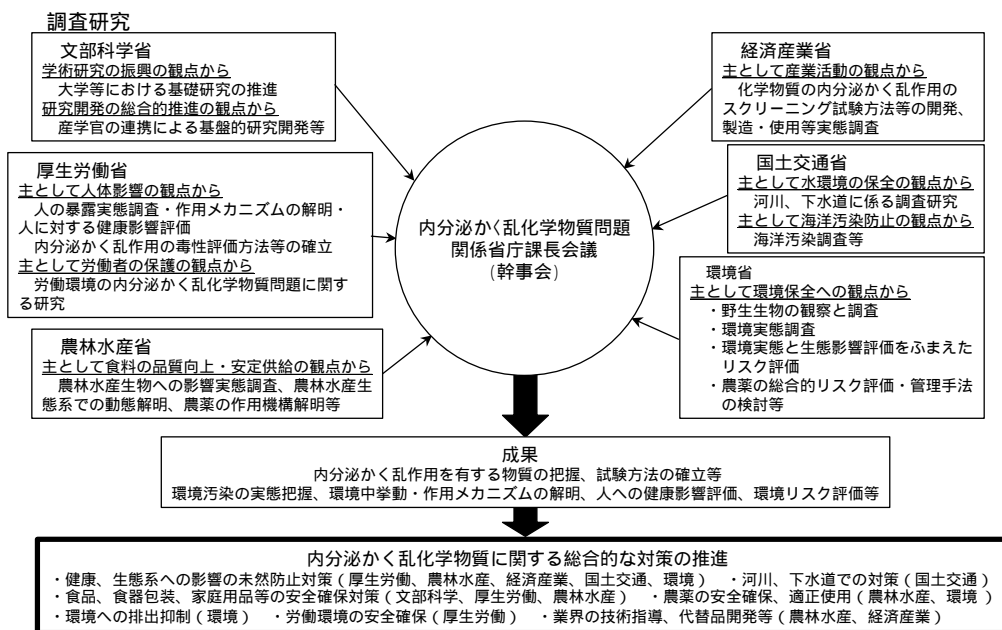 調査研究
文部科学省
学術研究の振興の観点から
大学等における基礎研究の推進
研究開発の総合的推進の観点から
産学官の連携による基盤的研究開発等
厚生労働省
主として人体影響の観点から
人の暴露実態調査・作用メカニズムの解明・
人に対する健康影響評価
内分泌かく乱作用の毒性評価方法等の確立
主として労働者の保護の観点から
労働環境の内分泌かく乱化学物質問題に関す
る研究
農林水産省
主として食料の品質向上・安定供給の観点から
農林水産生物への影響実態調査、農林水産生
態系での動態解明、農薬の作用機構解明等
内分泌かく乱化学物質問題
関係省庁課長会議
(幹事会)
経済産業省
主として産業活動の観点から
化学物質の内分泌かく乱作用の
スクリーニング試験方法等の開発、
製造・使用等実態調査
国土交通省
主として水環境の保全の観点から
河川、下水道に係る調査研究
主として海洋汚染防止の観点から
海洋汚染調査等
環境省
主として環境保全への観点から
・野生生物の観察と調査
・環境実態調査
・環境実態と生態影響評価をふまえた
リスク評価
・農薬の総合的リスク評価・管理手法
の検討等
成果
内分泌かく乱作用を有する物質の把握、試験方法の確立等
環境汚染の実態把握、環境中挙動・作用メカニズムの解明、人への健康影響評価、環境リスク評価等
内分泌かく乱化学物質に関する総合的な対策の推進
・健康、生態系への影響の未然防止対策(厚生労働、農林水産、経済産業、国土交通、環境) ・河川、下水道での対策(国土交通)
・食品、食器包装、家庭用品等の安全確保対策(文部科学、厚生労働、農林水産) ・農薬の安全確保、適正使用(農林水産、環境)
・環境への排出抑制(環境) ・労働環境の安全確保(厚生労働) ・業界の技術指導、代替品開発等(農林水産、経済産業)